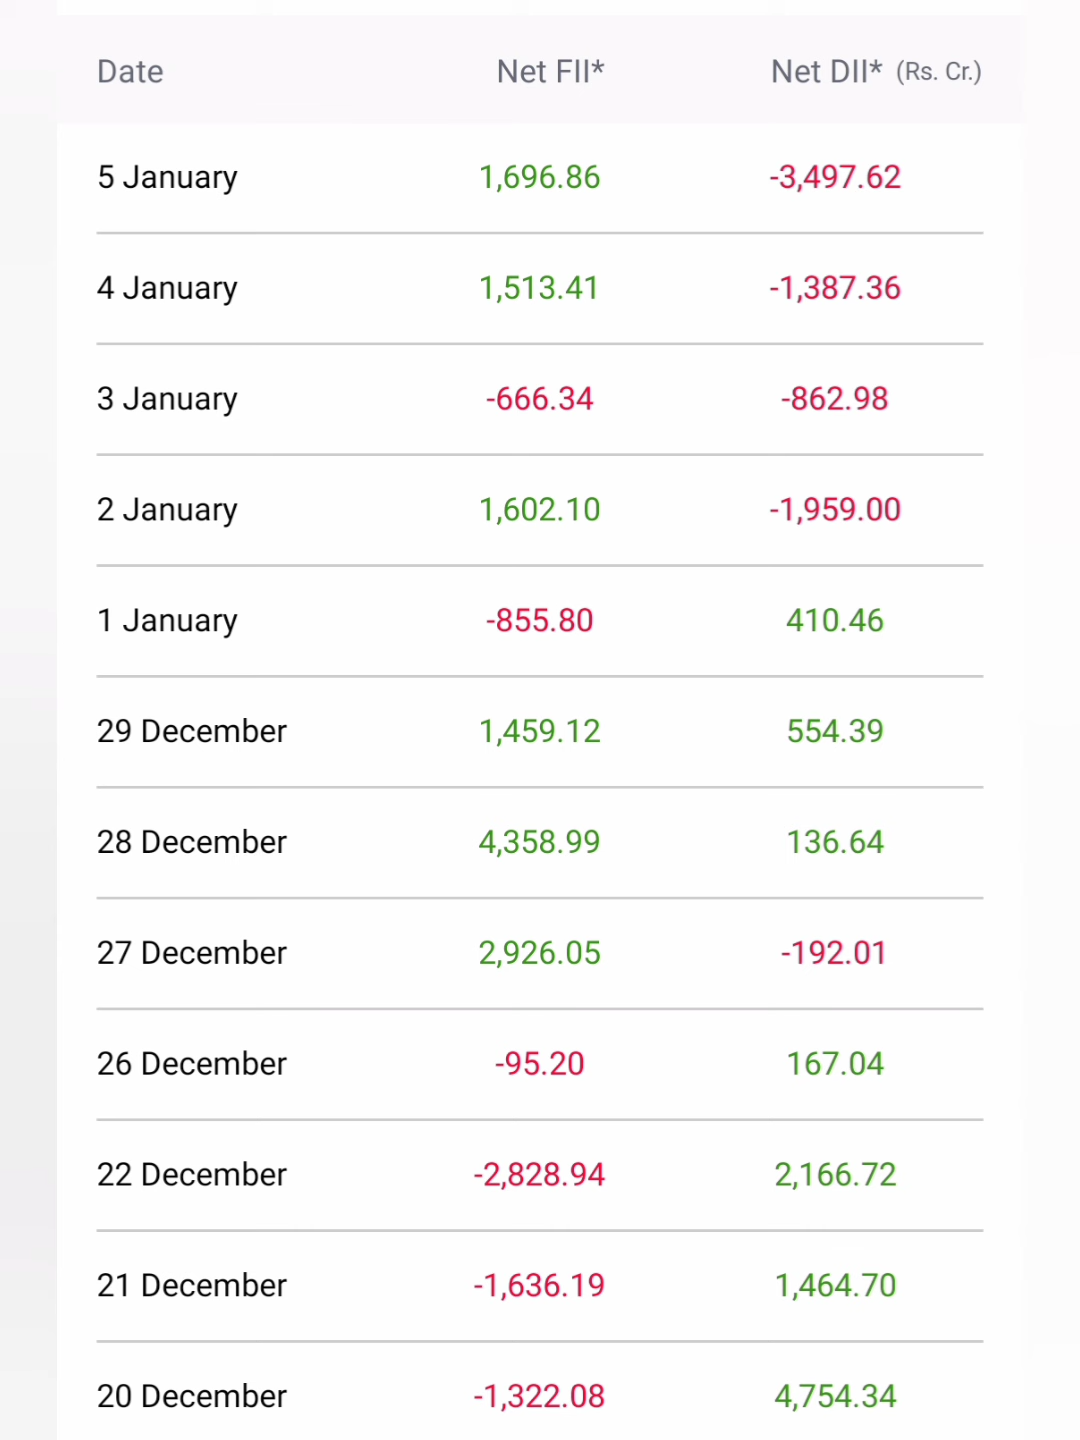 Date Net FII* Net DII* (Rs. Cr.)
5 January 1,696.86 -3,497.62
4 January 1,513.41 -1,387.36
3 January -666.34 -862.98
2 January 1,602.10 -1,959.00
1 January -855.80 410.46
29 December 1,459.12 554.39
28 December 4,358.99 136.64
27 December 2,926.05 -192.01
26 December -95.20 167.04
22 December -2,828.94 2,166.72
21 December -1,636.19 1,464.70
20 December -1,322.08 4,754.34